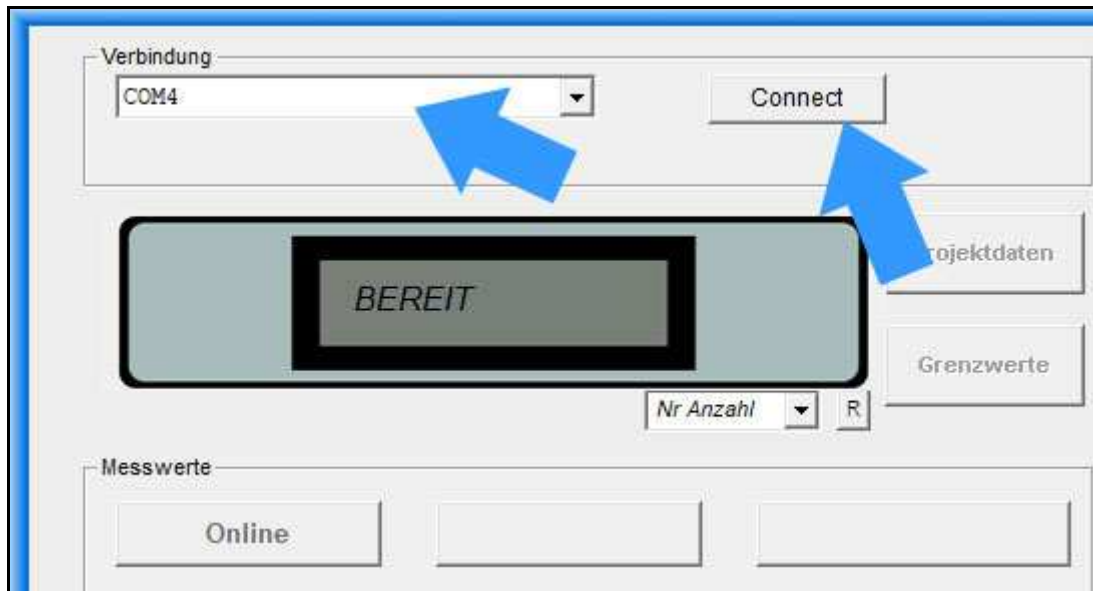 Verbindung
COM4
Connect
BEREIT
rojektdaten
Grenzwerte
Nr Anzahl
R
Messwerte
Online